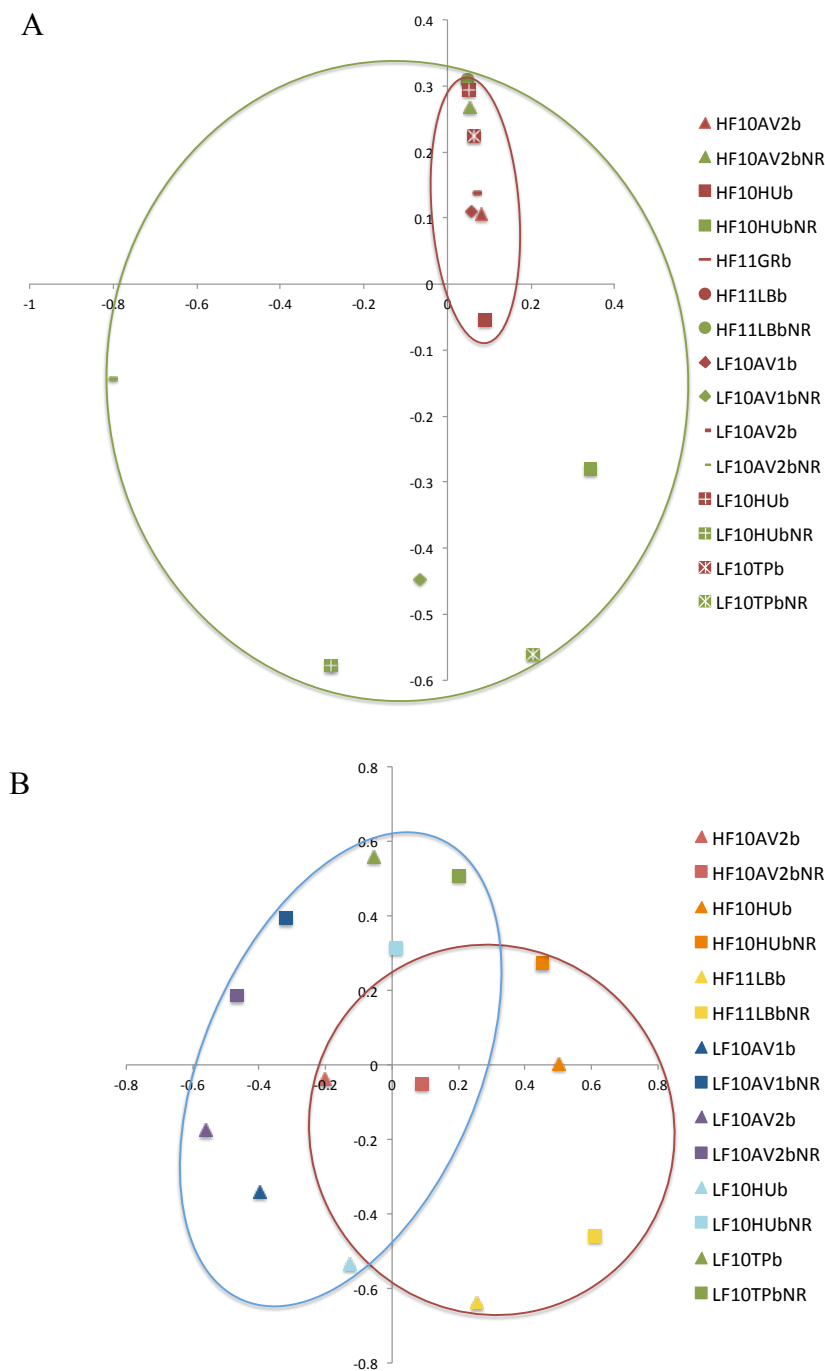 A
0.4
0.3
0.2
0.1
0
-1
-0.8
-0.6
-0.4
-0.2
0
0.2
0.4
-0.1
-0.2
-0.3
-0.4
-0.5
-0.6
HF10AV2b
HF10AV2bNR
HF10HUb
HF10HUbNR
HF11GRb
HF11LBb
HF11LBbNR
LF10AV1b
LF10AV1bNR
LF10AV2b
LF10AV2bNR
LF10HUb
LF10HUbNR
LF10TPb
LF10TPbNR
B
0.8
0.6
0.4
0.2
0
-0.8
-0.6
-0.4
-0.2
0
0.2
0.4
0.6
0.8
-0.2
-0.4
-0.6
-0.8
HF10AV2b
HF10AV2bNR
HF10HUb
HF10HUbNR
HF11LBb
HF11LBbNR
LF10AV1b
LF10AV1bNR
LF10AV2b
LF10AV2bNR
LF10HUb
LF10HUbNR
LF10TPb
LF10TPbNR